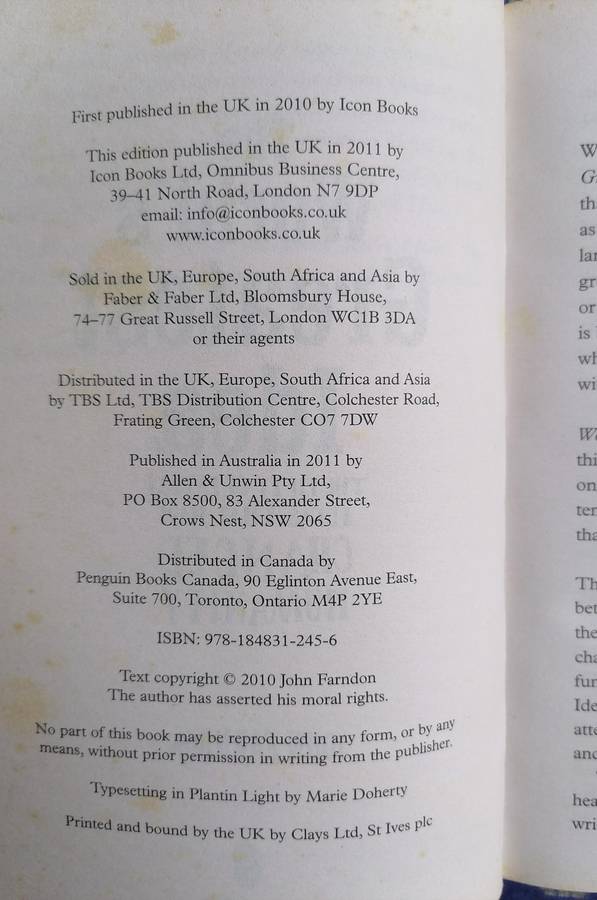 First published in the UK in 2010 by Icon Books
This edition published in the UK in 2011 by
Icon Books Ltd, Omnibus Business Centre,
39–41 North Road, London N7 9DP
email: info@iconbooks.co.uk
www.iconbooks.co.uk
Sold in the UK, Europe, South Africa and Asia by
Faber & Faber Ltd, Bloomsbury House,
74–77 Great Russell Street, London WC1B 3DA
or their agents
Distributed in the UK, Europe, South Africa and Asia
by TBS Ltd, TBS Distribution Centre, Colchester Road,
Frating Green, Colchester CO7 7DW
Published in Australia in 2011 by
Allen & Unwin Pty Ltd,
PO Box 8500, 83 Alexander Street,
Crows Nest, NSW 2065
Distributed in Canada by
Penguin Books Canada, 90 Eglinton Avenue East,
Suite 700, Toronto, Ontario M4P 2YE
ISBN: 978-184831-245-6
Text copyright © 2010 John Farndon
The author has asserted his moral rights.
No part of this book may be reproduced in any form, or by any
means, without prior permission in writing from the publisher.
Typesetting in Plantin Light by Marie Doherty
Printed and bound by the UK by Clays Ltd, St Ives plc